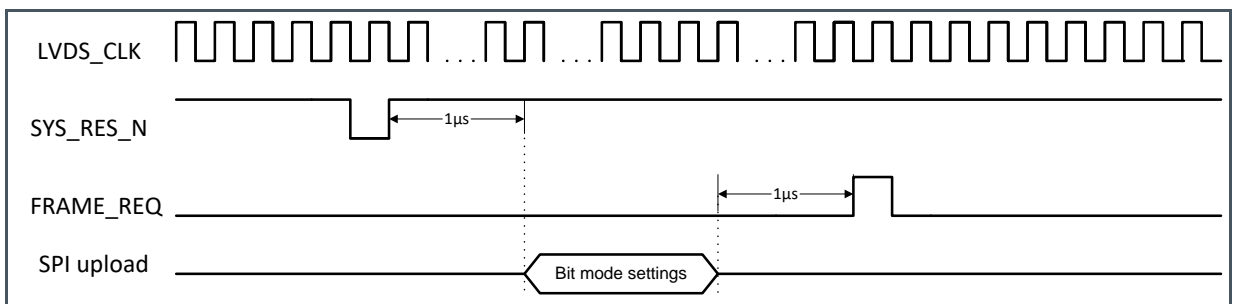 LVDS_CLK
. . .
. . .
. . .
SYS_RES_N
1µs
FRAME_REQ
1µs
SPI upload
Bit mode settings